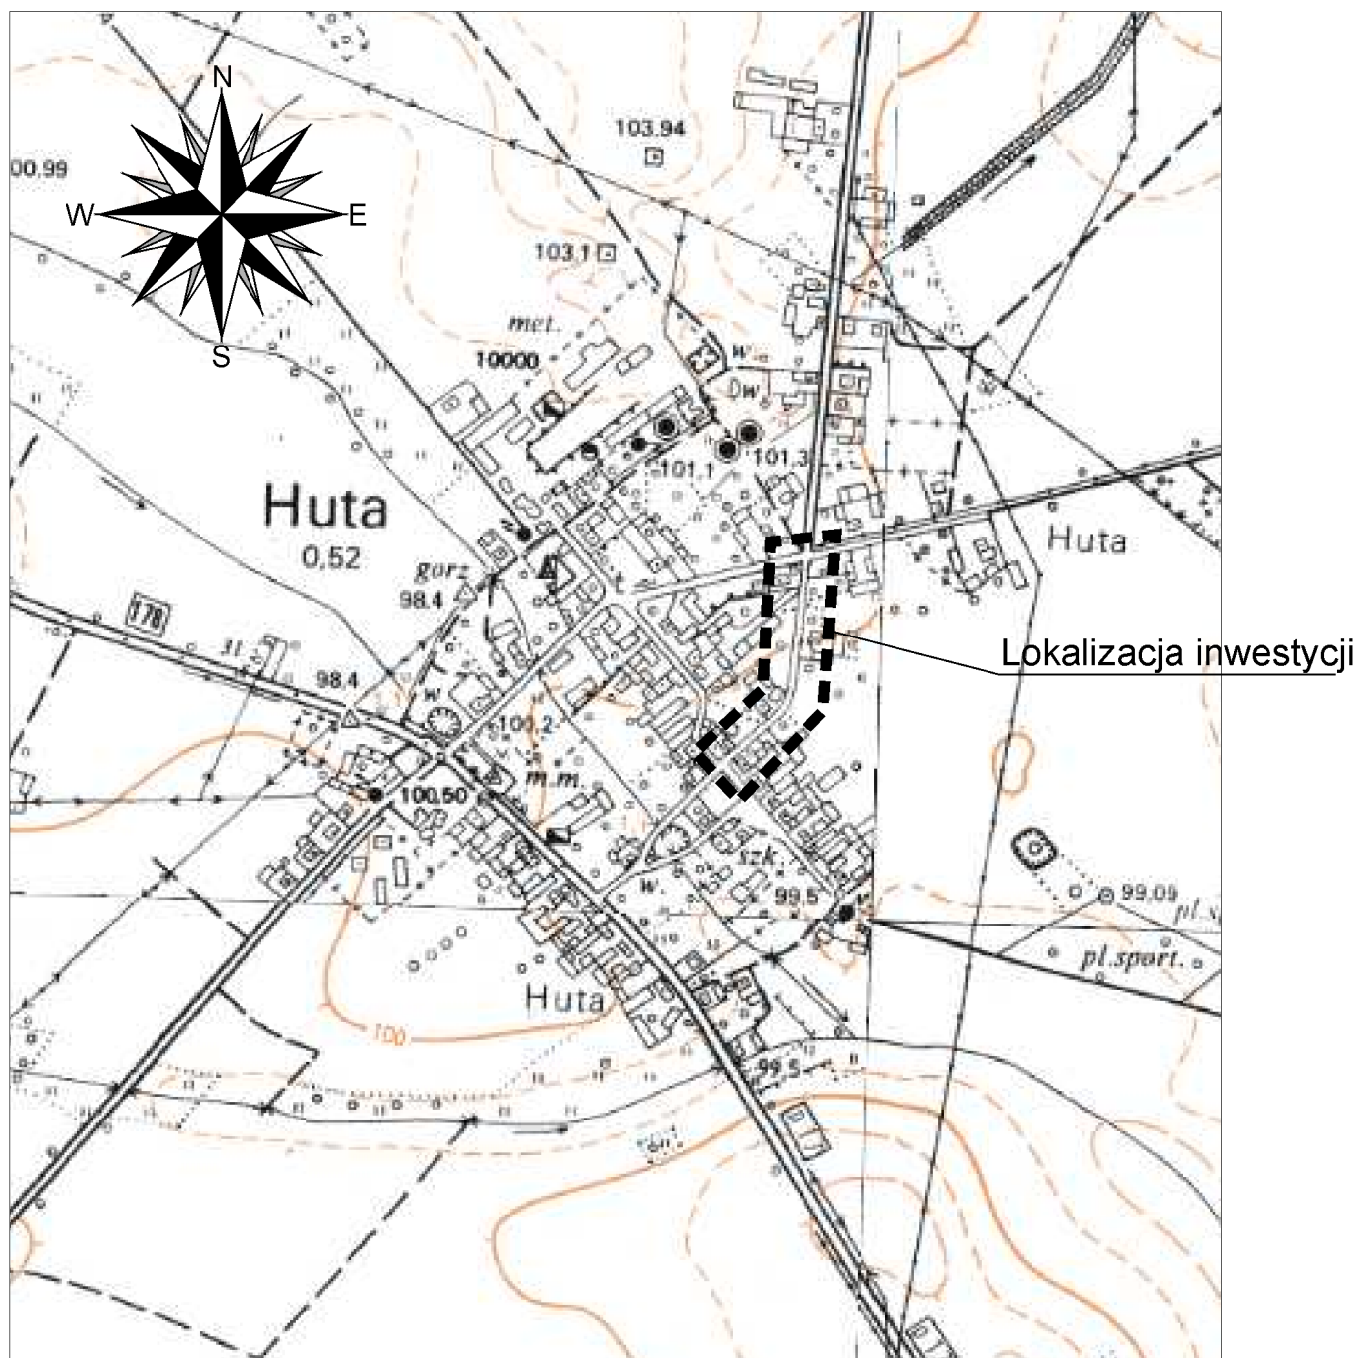 N
103.94
00.99
W
E
103,1
S
met.
10000
w.
Dw
101,1
101,3
Huta
0,52
Huta
gorz
98.4
178
Lokalizacja inwestycji
98.4
w
100,2
m.m.
100,50
szk.
w.
99.5
99,09
pl.s
pl.sport.
Huta
100
99,5